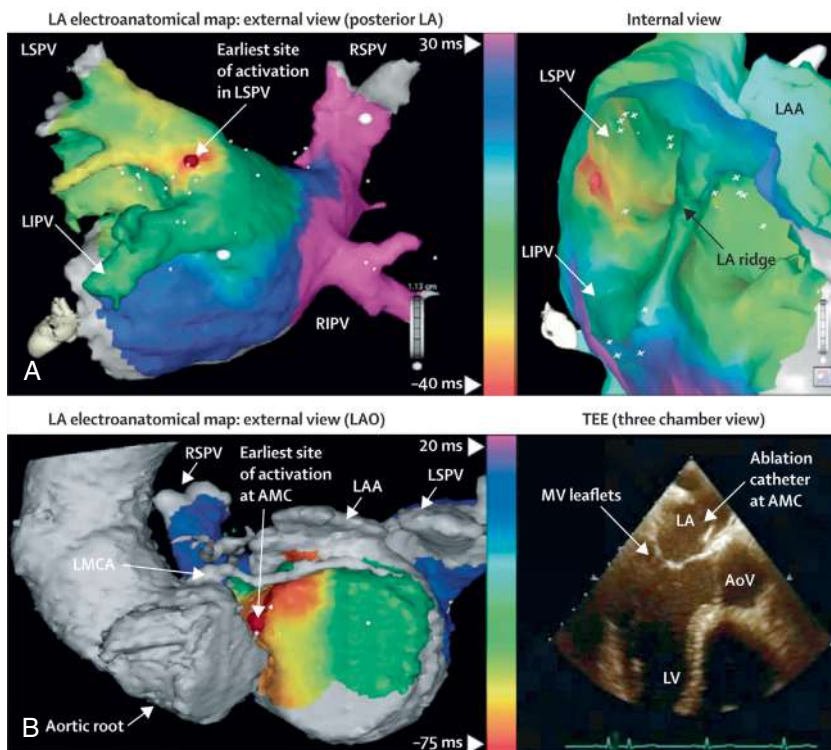 LA electroanatomical map: external view (posterior LA)
Internal view
LSPV
Earliest site
of activation
in LSPV
RSPV
30 ms
LSPV
LAA
LIPV
LA ridge
LIPV
1.13 cm
RIPV
A
–40 ms
LA electroanatomical map: external view (LAO)
TEE (three chamber view)
RSPV
Earliest site
of activation
at AMC
LAA
LSPV
20 ms
Ablation
catheter
at AMC
MV leaflets
LA
LMCA
AoV
LV
B
Aortic root
–75 ms